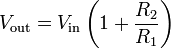 V_out = V_in (1 + R_2/R_1)